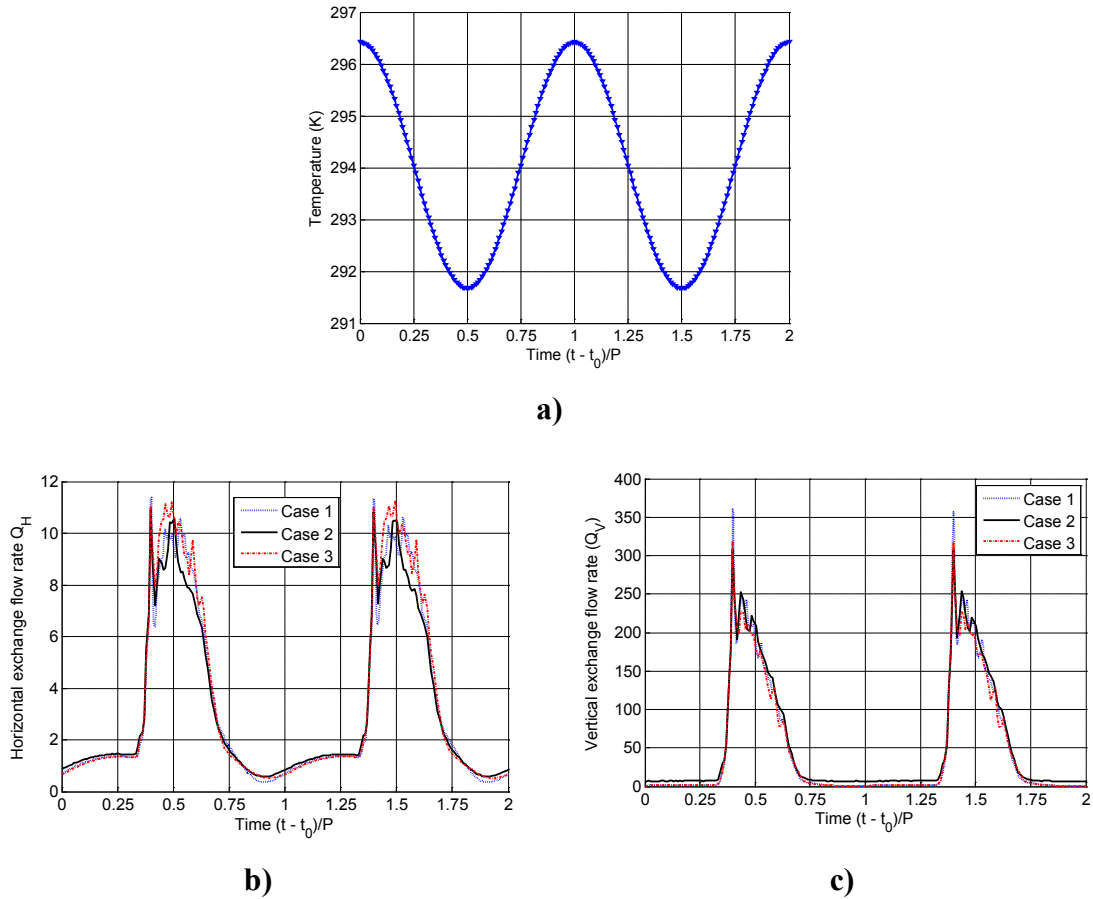 297
296
295
294
293
292
291
Temperature (K)
0 0.25 0.5 0.75 1 1.25 1.5 1.75 2
Time (t - t0)/P
a)
12
10
8
6
4
2
0
Horizontal exchange flow rate Q_H
Case 1
Case 2
Case 3
0 0.25 0.5 0.75 1 1.25 1.5 1.75 2
Time (t - t0)/P
b)
400
350
300
250
200
150
100
50
0
Vertical exchange flow rate (Q_V)
Case 1
Case 2
Case 3
0 0.25 0.5 0.75 1 1.25 1.5 1.75 2
Time (t - t0)/P
c)